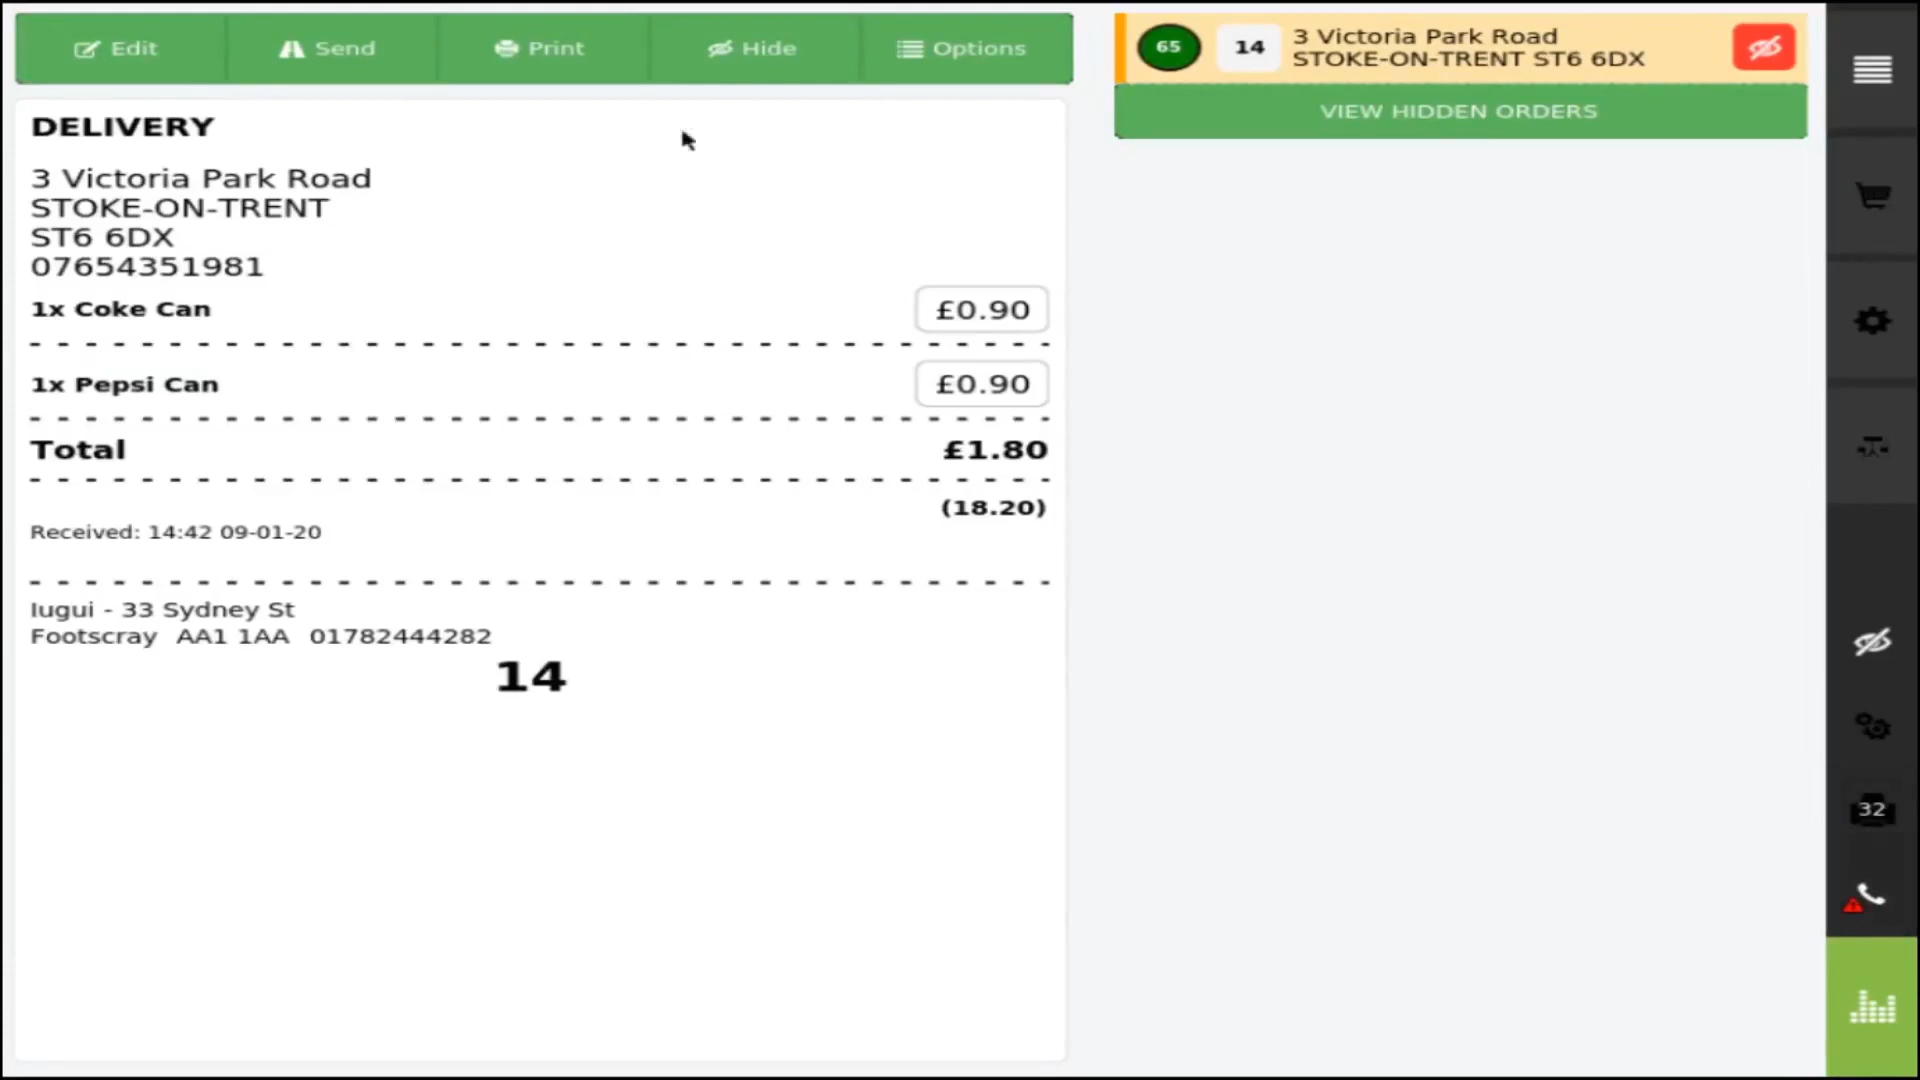 Edit Send Print Hide Options
DELIVERY
3 Victoria Park Road
STOKE-ON-TRENT
ST6 6DX
07654351981
1x Coke Can £0.90
1x Pepsi Can £0.90
Total £1.80
(18.20)
Received: 14:42 09-01-20
Iugui - 33 Sydney St
Footscray AA1 1AA 01782444282
14
65 14 3 Victoria Park Road
STOKE-ON-TRENT ST6 6DX
VIEW HIDDEN ORDERS
32